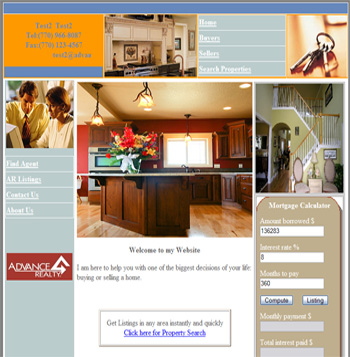 Test2 Test2
Tel:(770) 966-8087
Fax:(770) 123-4567
Home
Buyers
Sellers
Search Properties
Find Agent
AR Listings
Contact Us
About Us
ADVANCE
REALTY
Welcome to my Website
I am here to help you with one of the biggest decisions of your life
buying or selling a home.
Get Listings in any area instantly and quickly
Click here for Property Search
Mortgage Calculator
Amount borrowed $
136283
Interest rate %
8
Months to pay
360
Compute Listing
Monthly payment $
Total interest paid $